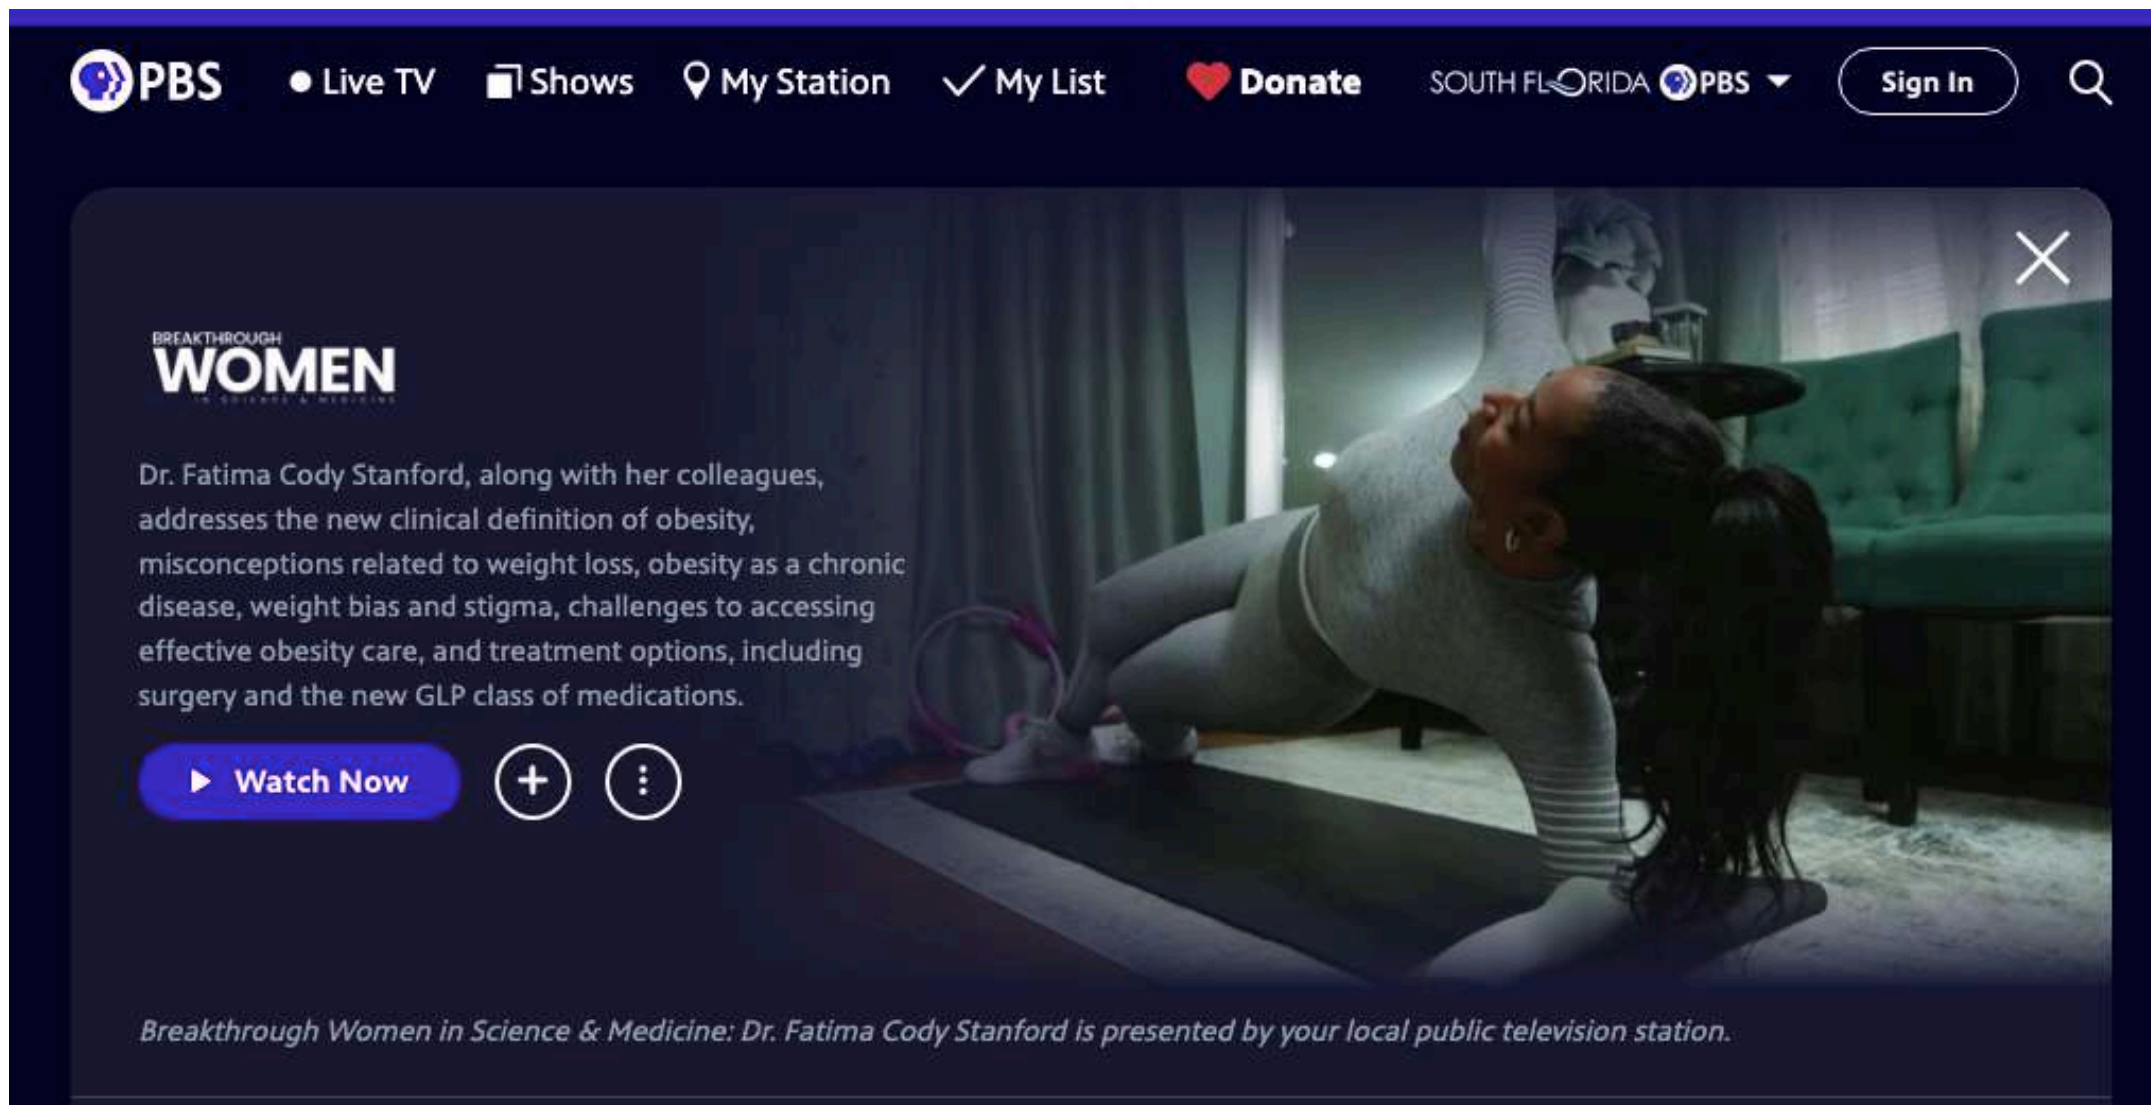 PBS Live TV Shows My Station My List Donate SOUTH FLORIDA PBS Sign In
BREAKTHROUGH
WOMEN
IN SCIENCE & MEDICINE
Dr. Fatima Cody Stanford, along with her colleagues,
addresses the new clinical definition of obesity,
misconceptions related to weight loss, obesity as a chronic
disease, weight bias and stigma, challenges to accessing
effective obesity care, and treatment options, including
surgery and the new GLP class of medications.
Watch Now
Breakthrough Women in Science & Medicine: Dr. Fatima Cody Stanford is presented by your local public television station.